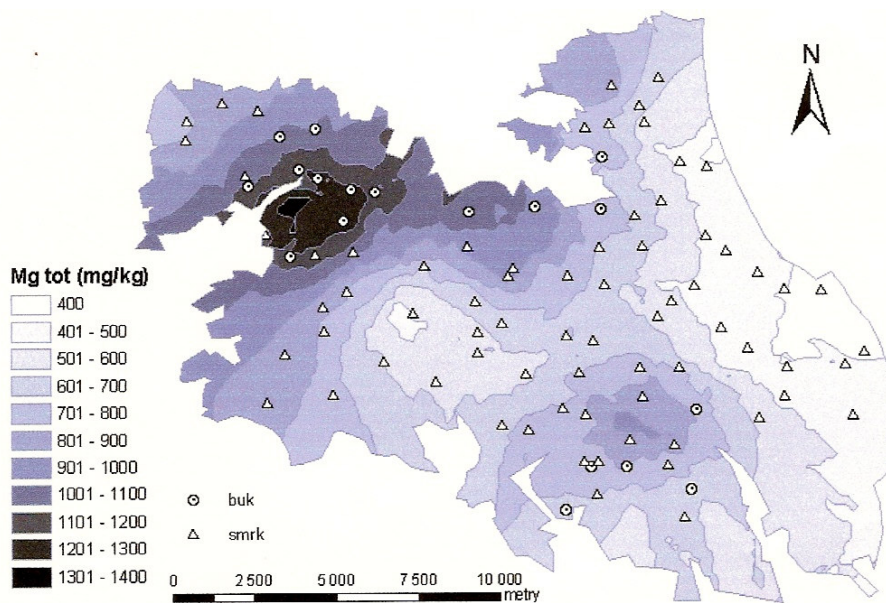 N
Mg tot (mg/kg)
400
401 - 500
501 - 600
601 - 700
701 - 800
801 - 900
901 - 1000
1001 - 1100
1101 - 1200
1201 - 1300
1301 - 1400
buk
smrk
0 2 500 5 000 7 500 10 000
metry